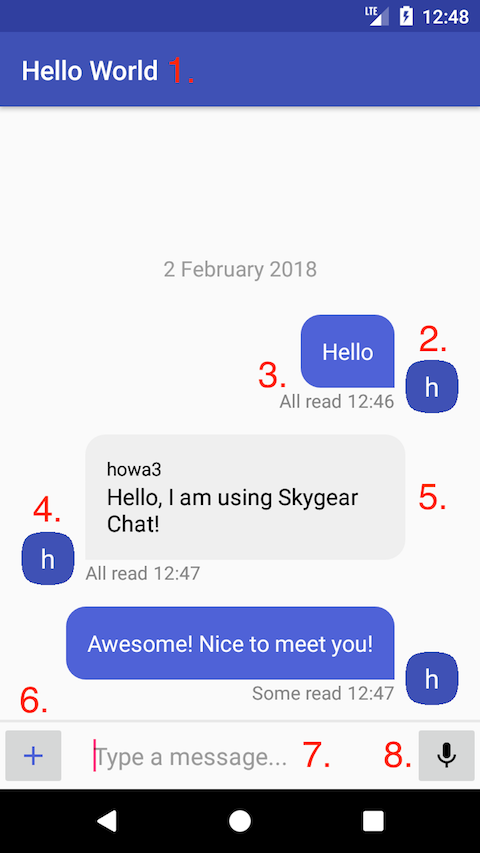 LTE 12:48
Hello World 1.
2 February 2018
Hello
2.
3.
h
All read 12:46
howa3
Hello, I am using Skygear
Chat!
5.
4.
h
All read 12:47
Awesome! Nice to meet you!
h
Some read 12:47
6.
+ Type a message... 7. 8.